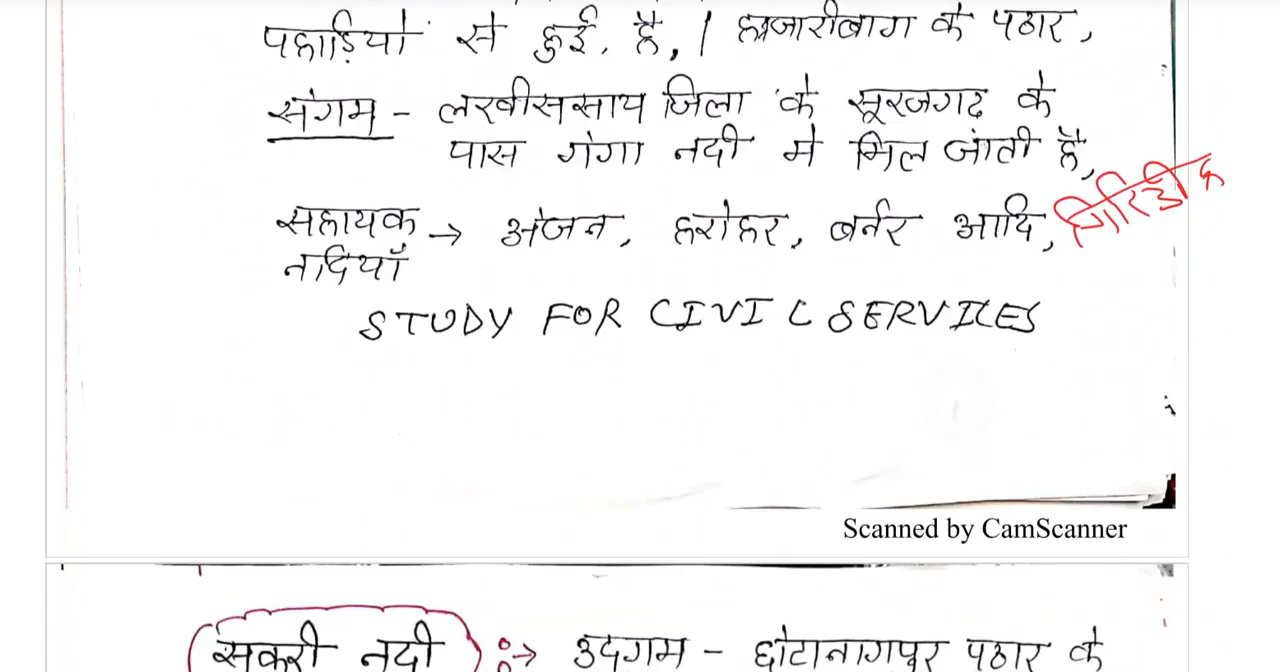 पहाड़ियों से हुई, है, / हजारीबाग के पठार,
संगम - लखीससाय जिला के सूरजगढ के
पास गंगा नदी में मिल जाती है,
सहायक नदियाँ → अंजन, हरोहर, बर्नर आदि,
STUDY FOR CIVIL SERVICES
Scanned by CamScanner
सकरी नदी :→ उदगम - छोटानागपुर पठार के